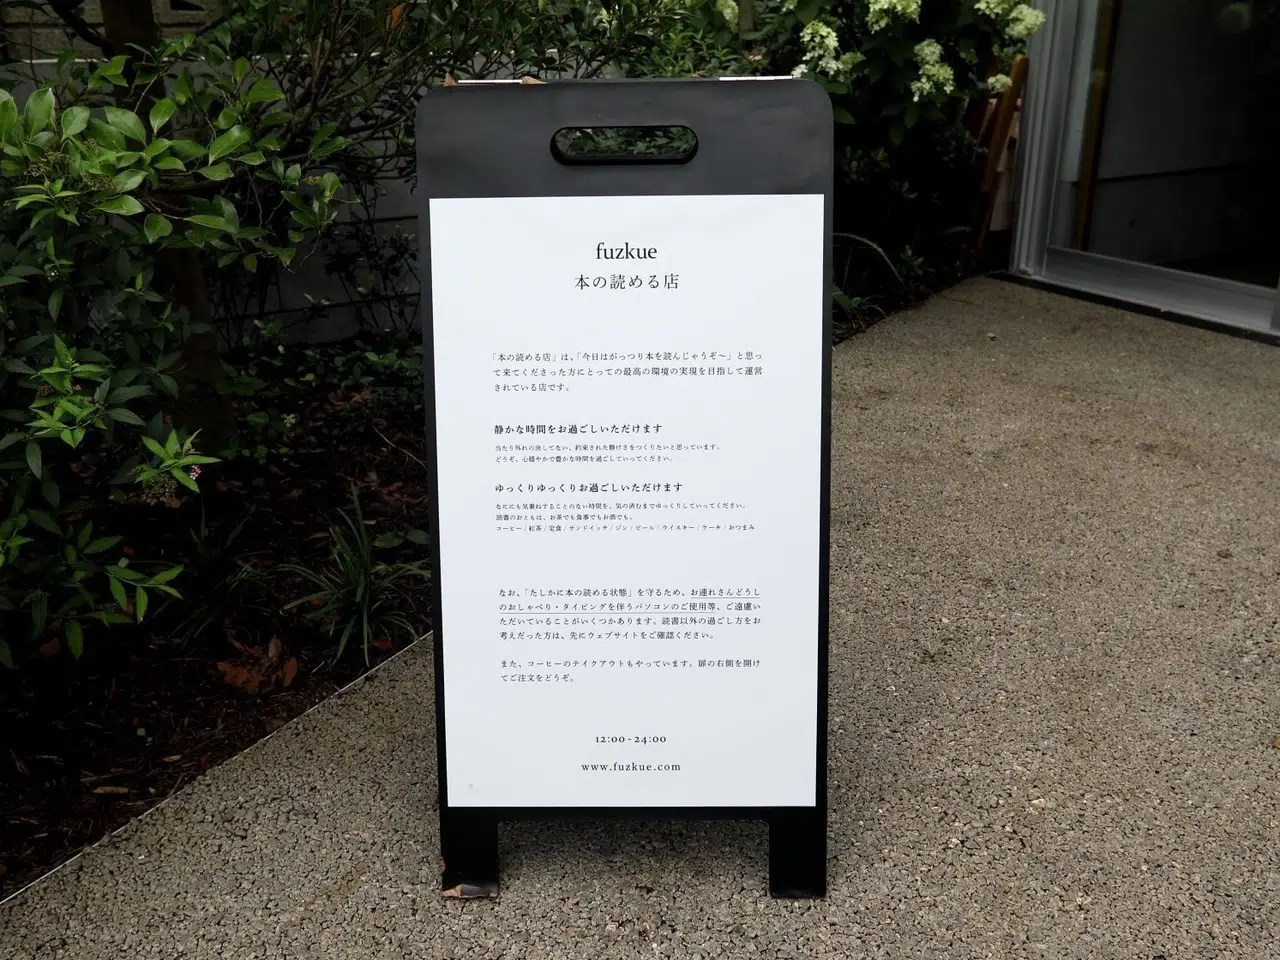 fuzkue
本の読める店
「本の読める店」は、「今日はがっつり本を読んじゃうぞ〜」と思っ
て来てくださった方にとっての最高の環境の実現を目指して運営
されている店です。
静かな時間をお過ごしいただけます
当たり外れの決してない、約束された静けさをつくりたいと思っています。
どうぞ、心穏やかで豊かな時間を過ごしていってください。
ゆっくりゆっくりお過ごしいただけます
なににも気兼ねすることのない時間を、気の済むまでゆっくりしていってください。
読書のおともは、お茶でも食事でもお酒でも。
コーヒー / 紅茶 / 定食 / サンドイッチ / ジン / ビール / ウイスキー / ケーキ / おつまみ
なお、「たしかに本の読める状態」を守るため、お連れさんどうし
のおしゃべり・タイピングを伴うパソコンのご使用等、ご遠慮い
ただいていることがいくつかあります。読書以外の過ごし方をお
考えだった方は、先にウェブサイトをご確認ください。
また、コーヒーのテイクアウトもやっています。扉の右側を開け
てご注文をどうぞ。
12:00-24:00
www.fuzkue.com